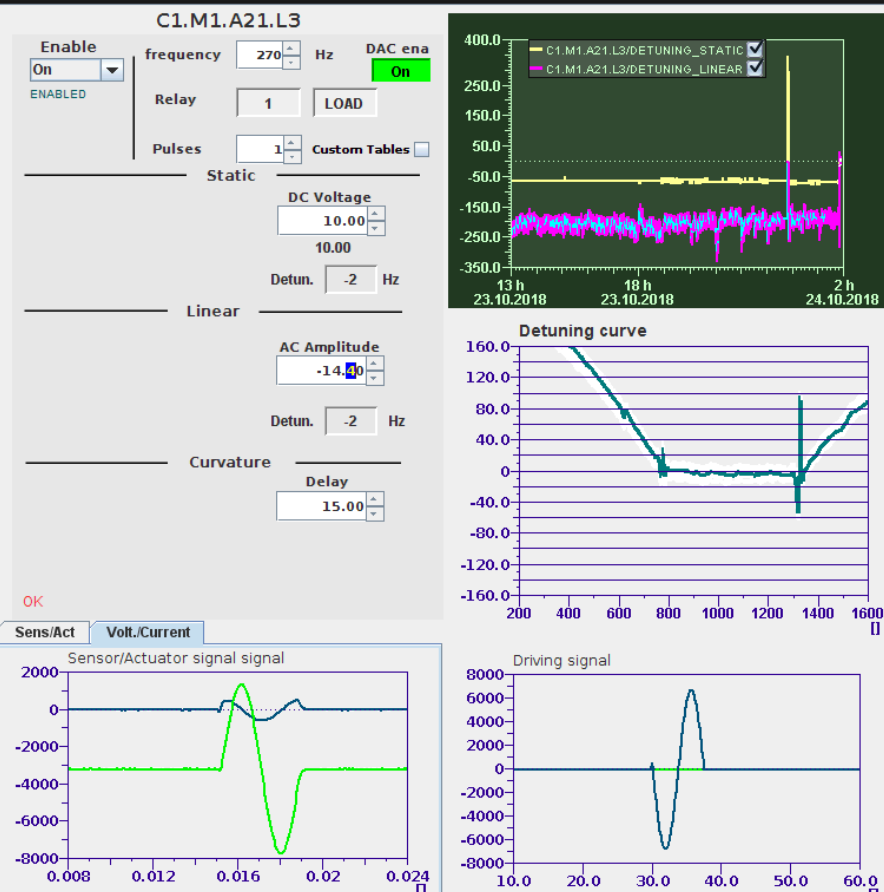 C1.M1.A21.L3
Enable
On
ENABLED
frequency 270 Hz
DAC ena
On
Relay 1 LOAD
Pulses 1 Custom Tables
Static
DC Voltage
10.00
10.00
Detun. -2 Hz
Linear
AC Amplitude
-14.40
Detun. -2 Hz
Curvature
Delay
15.00
OK
C1.M1.A21.L3/DETUNING_STATIC
C1.M1.A21.L3/DETUNING_LINEAR
400.0
250.0
150.0
50.0
-50.0
-150.0
-250.0
-350.0
13 h 18 h 2 h
23.10.2018 23.10.2018 24.10.2018
Detuning curve
160.0
120.0
80.0
40.0
0
-40.0
-80.0
-120.0
-160.0
200 400 600 800 1000 1200 1400 1600
[]
Sens/Act Volt./Current
Sensor/Actuator signal signal
2000
0
-2000
-4000
-6000
-8000
0.008 0.012 0.016 0.02 0.024
[]
Driving signal
8000
6000
4000
2000
0
-2000
-4000
-6000
-8000
10.0 20.0 30.0 40.0 50.0 60.0
[]